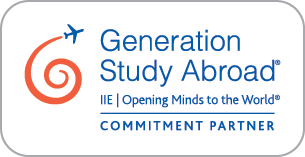 Generation
Study Abroad®
IIE | Opening Minds to the World®
COMMITMENT PARTNER